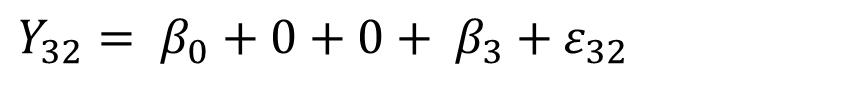 Y₃₂ = β₀ + 0 + 0 + β₃ + ε₃₂